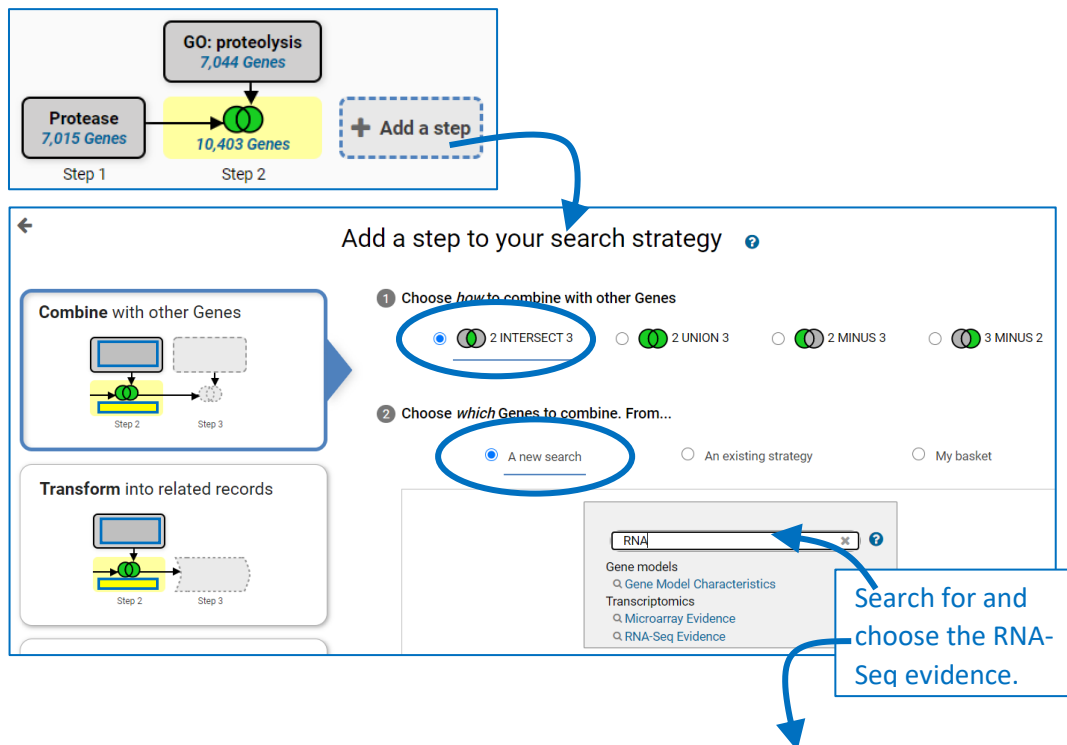 GO: proteolysis
7,044 Genes
Protease
7,015 Genes
10,403 Genes
Add a step
Step 1
Step 2
Add a step to your search strategy ?
Combine with other Genes
Step 2
Step 3
Transform into related records
Step 2
Step 3
1 Choose how to combine with other Genes
2 INTERSECT 3
2 UNION 3
2 MINUS 3
3 MINUS 2
2 Choose which Genes to combine. From...
A new search
An existing strategy
My basket
RNA
?
Gene models
Gene Model Characteristics
Transcriptomics
Microarray Evidence
RNA-Seq Evidence
Search for and
choose the RNA-
Seq evidence.